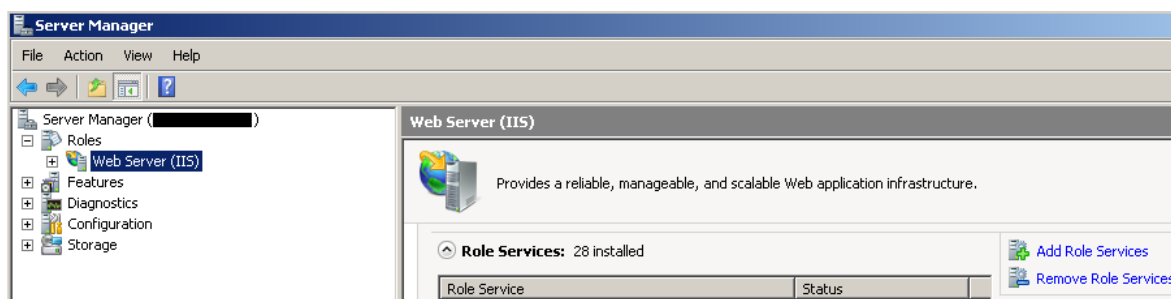 Server Manager
File Action View Help
Server Manager ( )
Roles
Web Server (IIS)
Features
Diagnostics
Configuration
Storage
Web Server (IIS)
Provides a reliable, manageable, and scalable Web application infrastructure.
Role Services: 28 installed
Add Role Services
Remove Role Services
Role Service Status